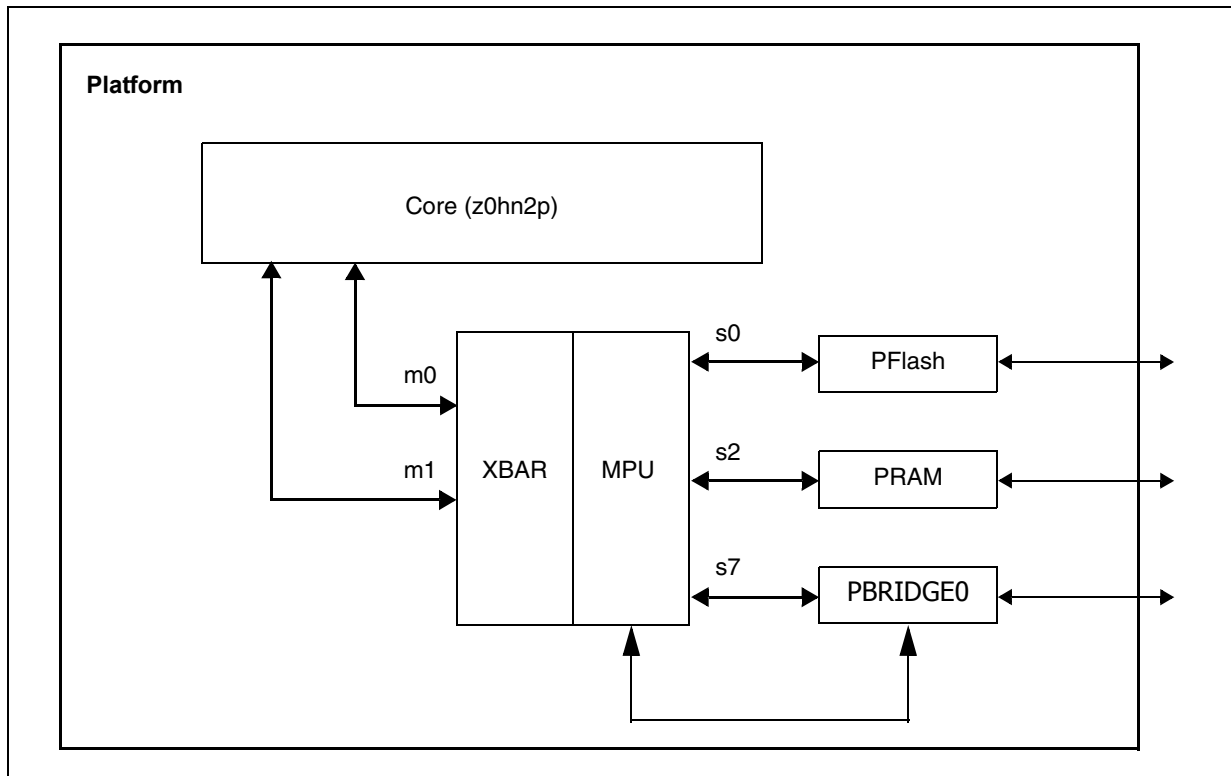 Platform
Core (z0hn2p)
s0
PFlash
m0
m1
XBAR
MPU
s2
PRAM
s7
PBRIDGE0